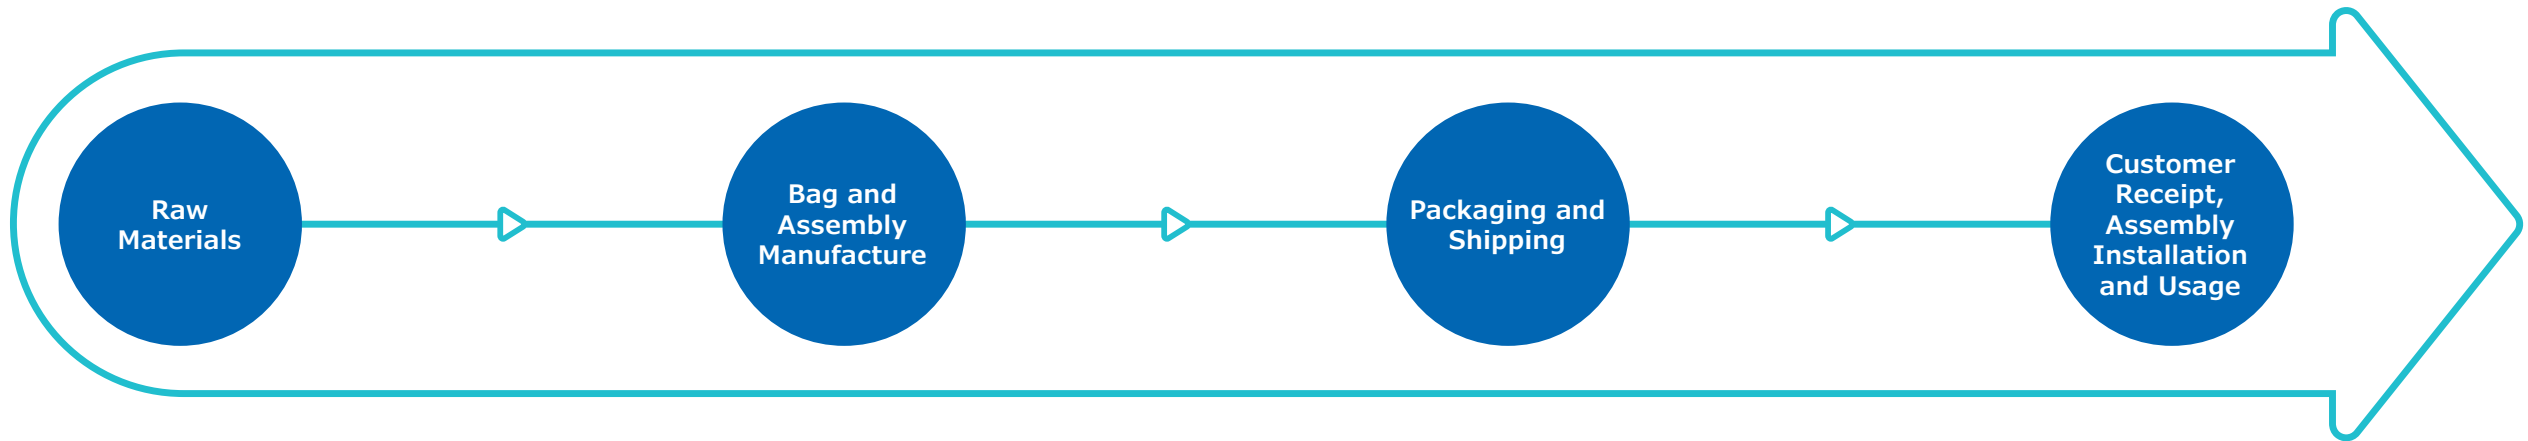 Raw
Materials
Bag and
Assembly
Manufacture
Packaging and
Shipping
Customer
Receipt,
Assembly
Installation
and Usage